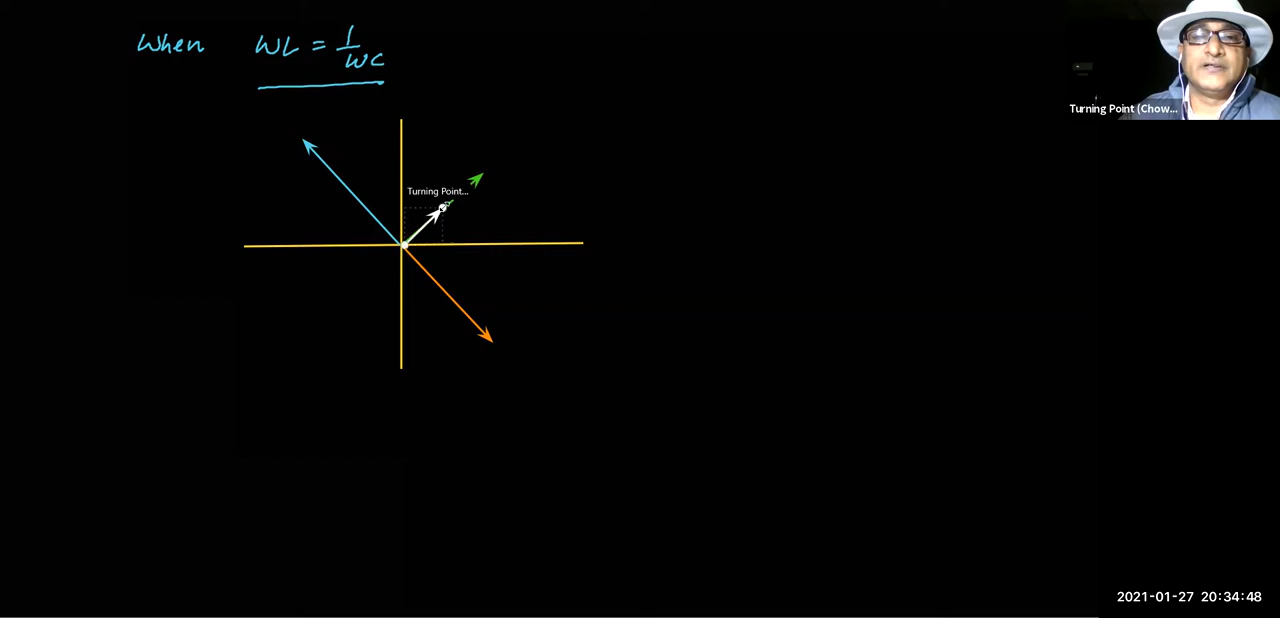 When ωL = 1/ωC
Turning Point (Chow...
Turning Point...
2021-01-27 20:34:48